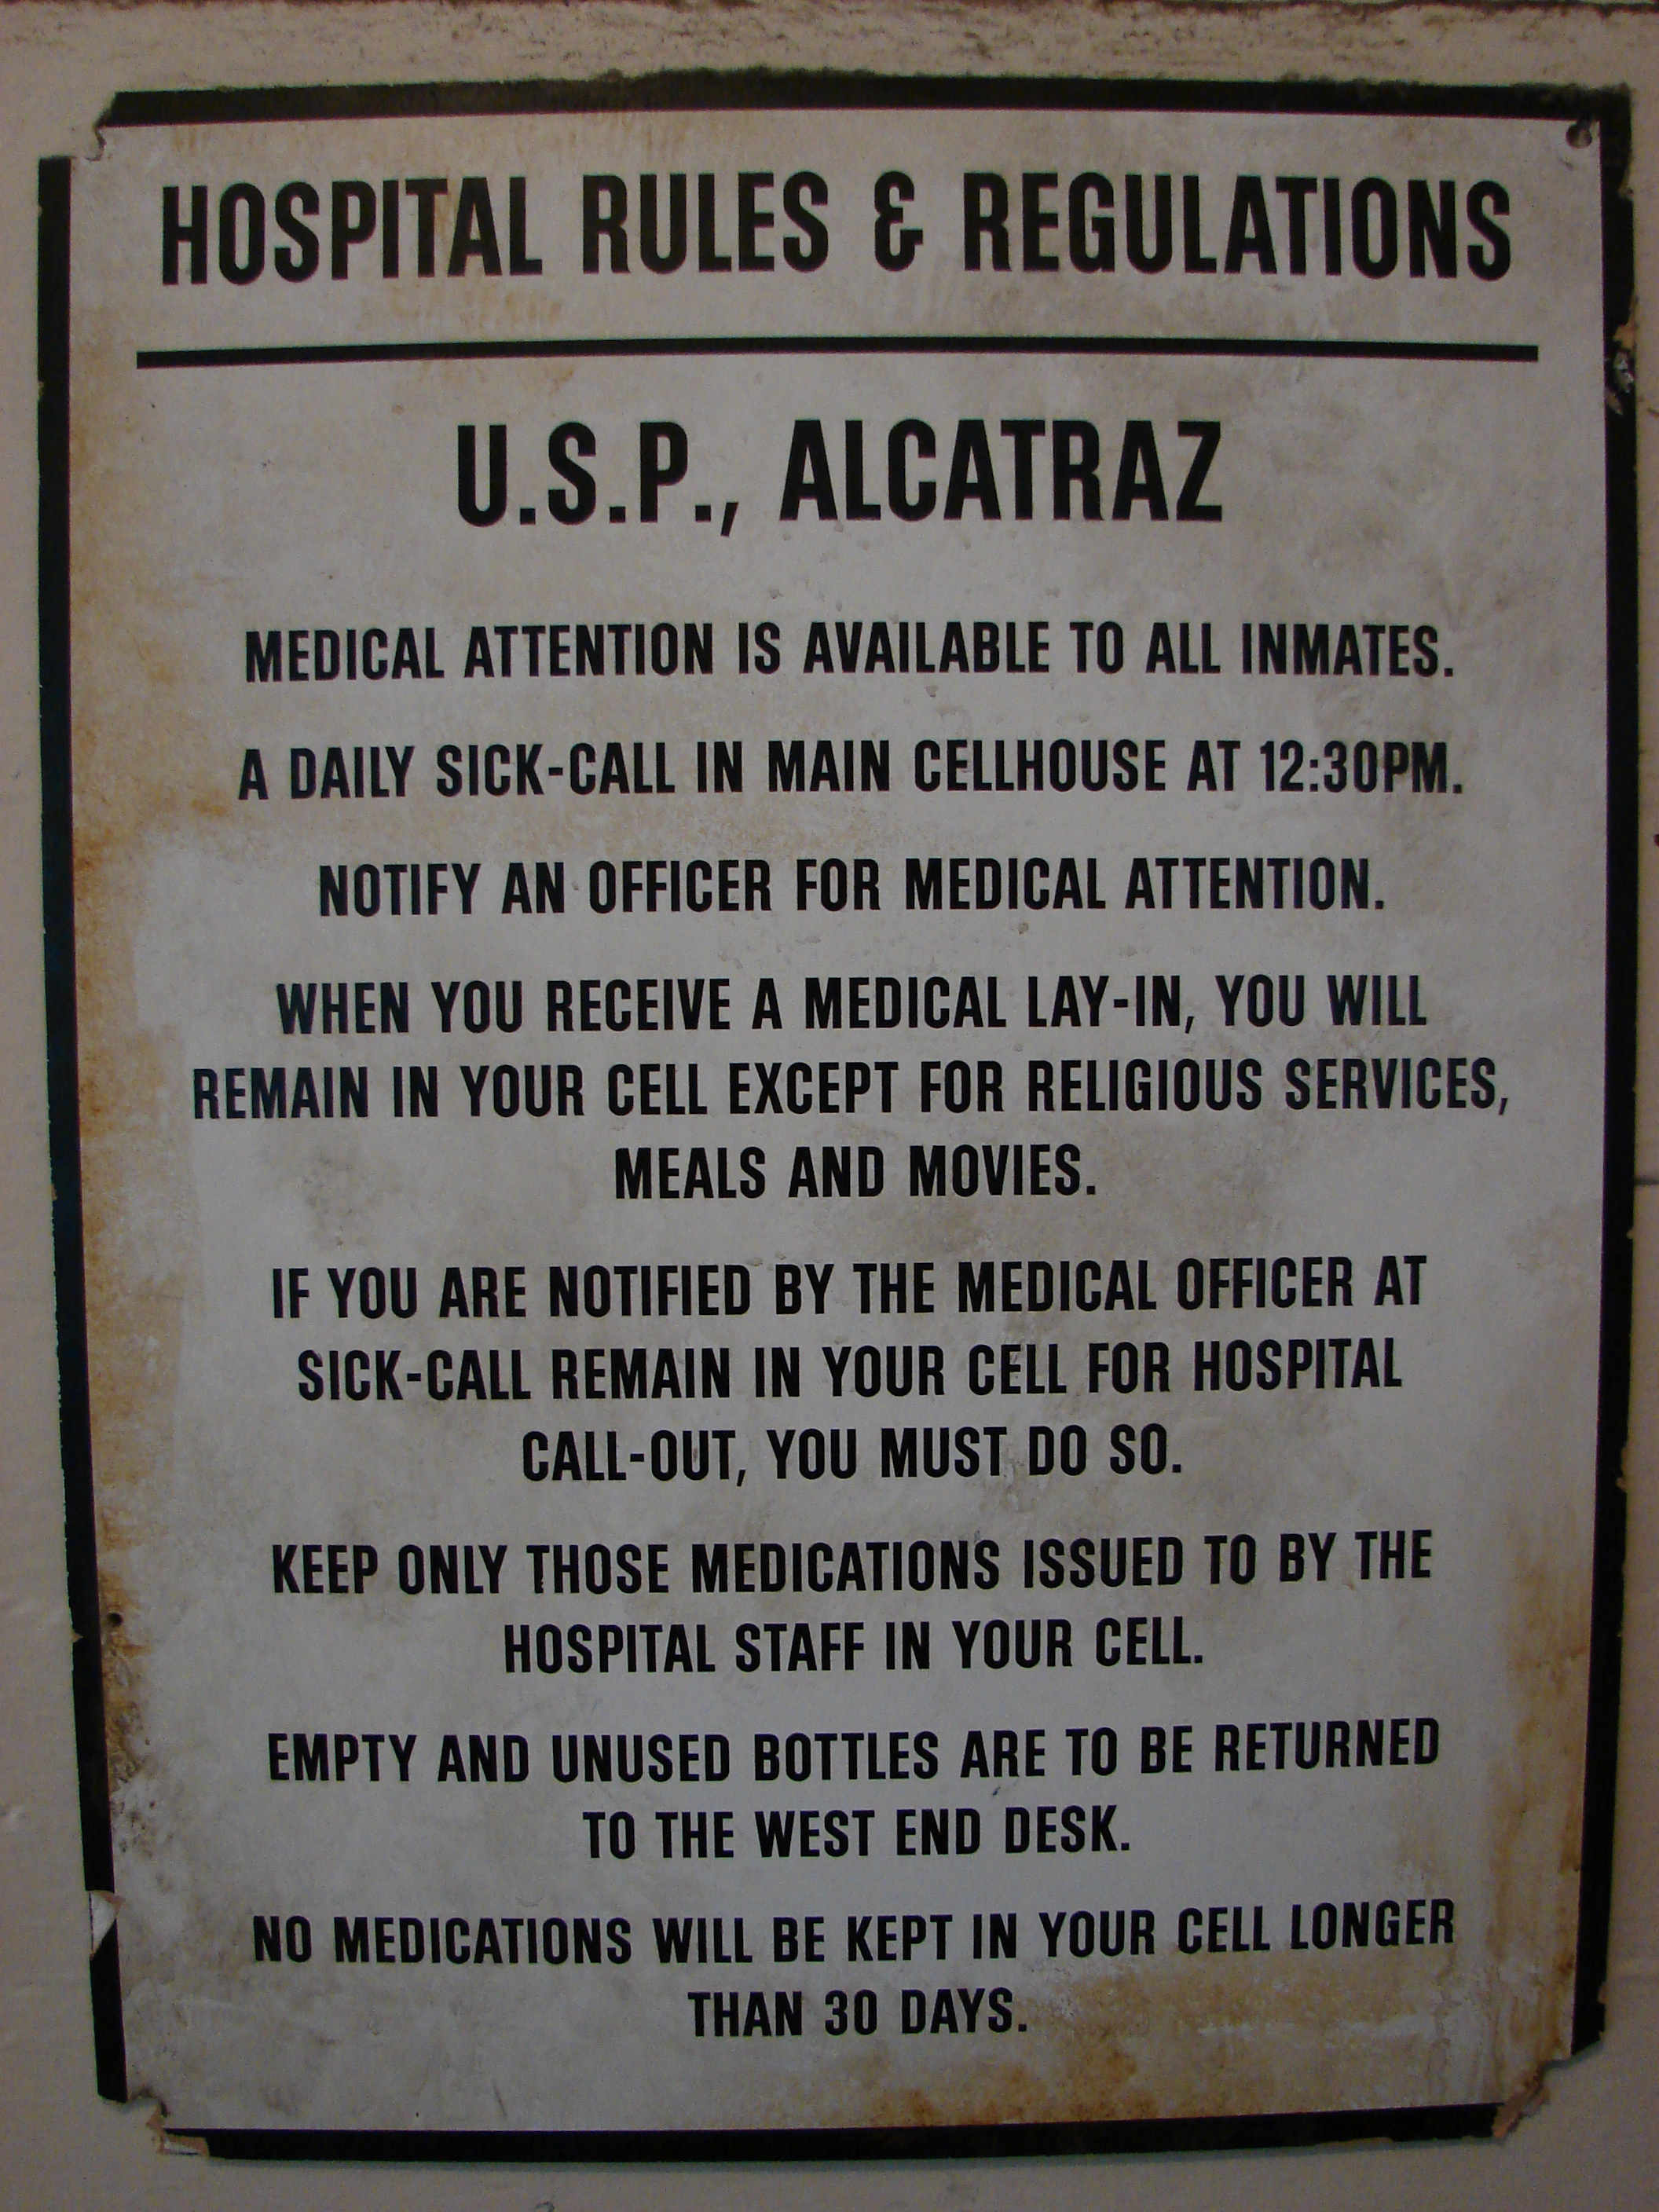 HOSPITAL RULES & REGULATIONS
U.S.P., ALCATRAZ
MEDICAL ATTENTION IS AVAILABLE TO ALL INMATES.
A DAILY SICK-CALL IN MAIN CELLHOUSE AT 12:30PM.
NOTIFY AN OFFICER FOR MEDICAL ATTENTION.
WHEN YOU RECEIVE A MEDICAL LAY-IN, YOU WILL
REMAIN IN YOUR CELL EXCEPT FOR RELIGIOUS SERVICES,
MEALS AND MOVIES.
IF YOU ARE NOTIFIED BY THE MEDICAL OFFICER AT
SICK-CALL REMAIN IN YOUR CELL FOR HOSPITAL
CALL-OUT, YOU MUST DO SO.
KEEP ONLY THOSE MEDICATIONS ISSUED TO BY THE
HOSPITAL STAFF IN YOUR CELL.
EMPTY AND UNUSED BOTTLES ARE TO BE RETURNED
TO THE WEST END DESK.
NO MEDICATIONS WILL BE KEPT IN YOUR CELL LONGER
THAN 30 DAYS.